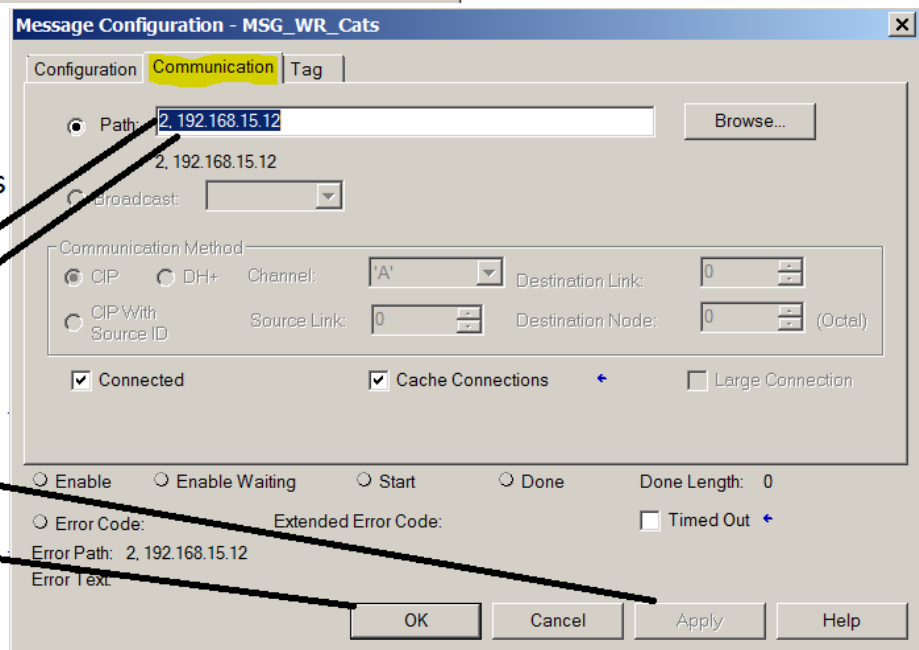 Message Configuration - MSG_WR_Cats
Configuration Communication Tag
Path: 2, 192.168.15.12 Browse...
2, 192.168.15.12
s
Broadcast:
Communication Method
CIP DH+ Channel: 'A' Destination Link: 0
CIP With Source ID Source Link: 0 Destination Node: 0 (Octal)
Connected Cache Connections Large Connection
Enable Enable Waiting Start Done Done Length: 0
Error Code: Extended Error Code: Timed Out
Error Path: 2, 192.168.15.12
Error Text:
OK Cancel Apply Help